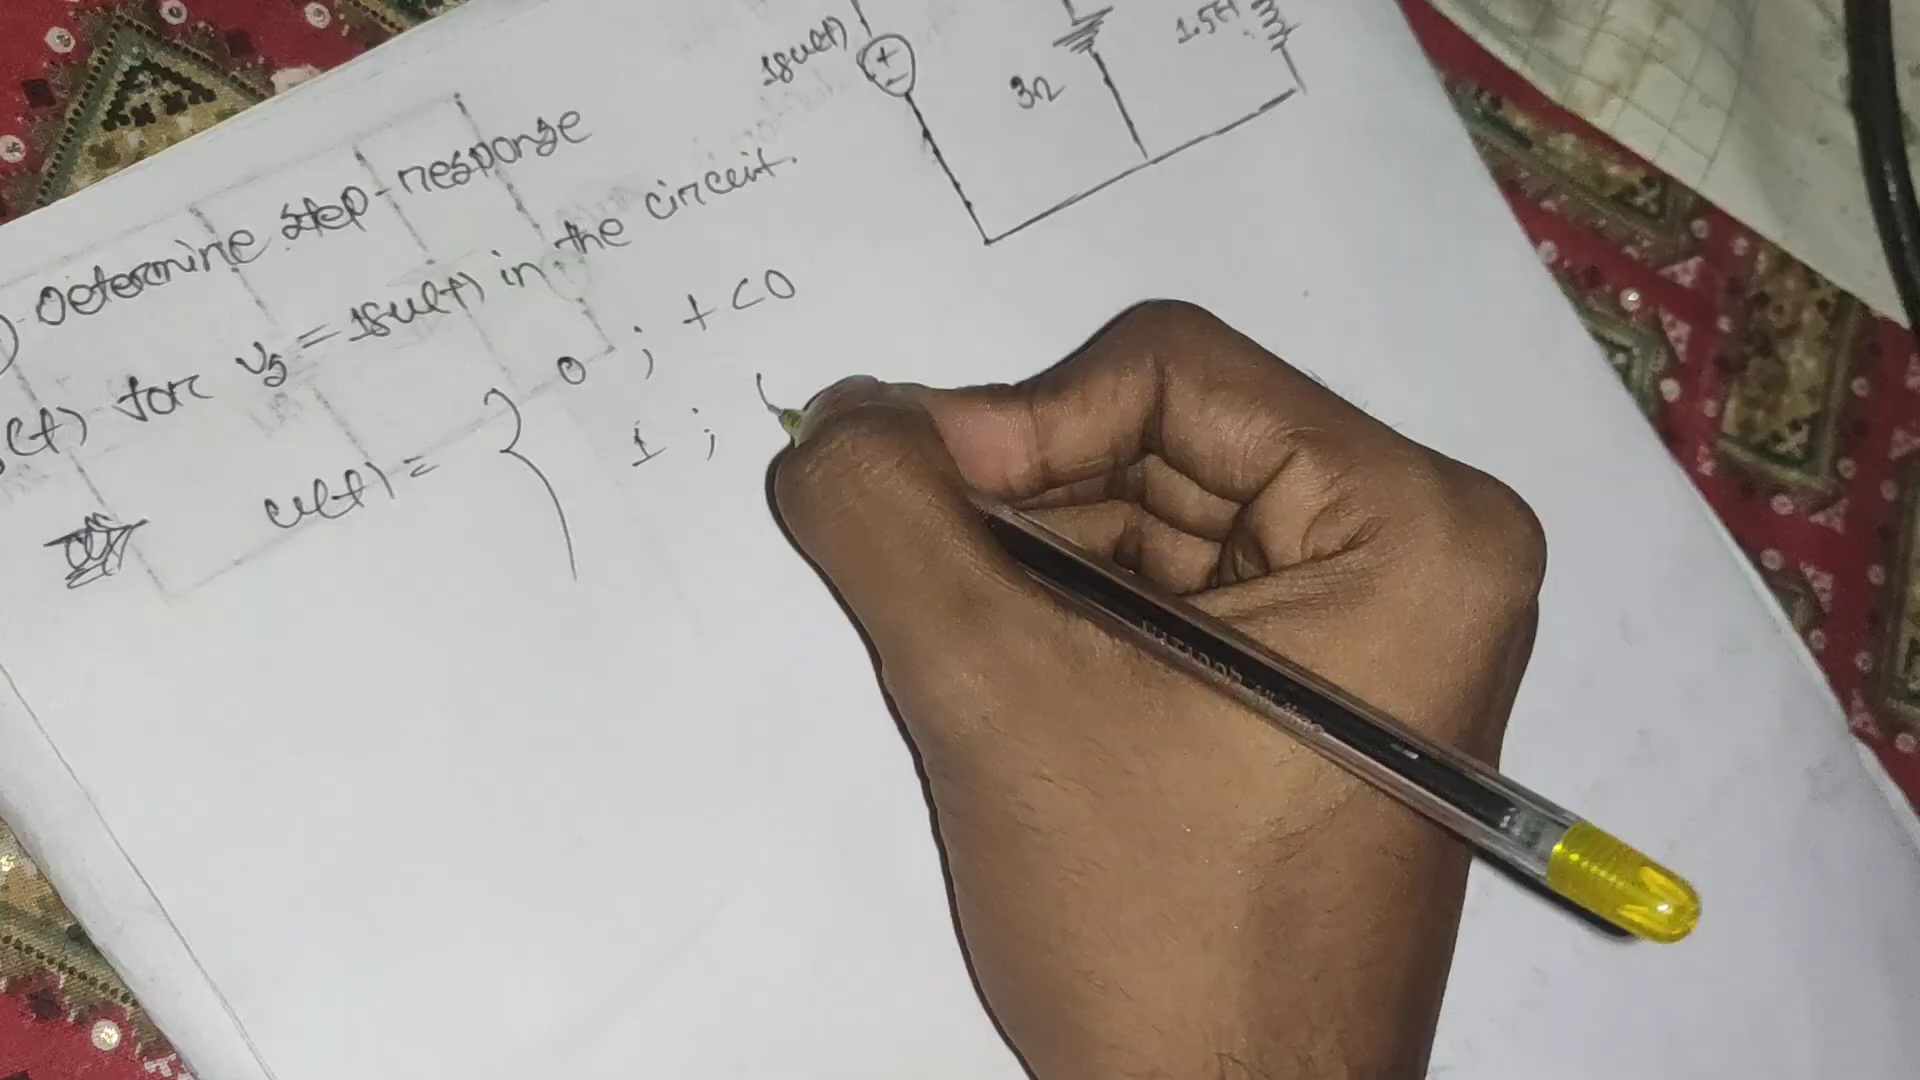 18u(t)
+
-
3Ω
1.5H
) Determine step-response
(t) for vs = 18u(t) in the circuit.
u(t) = { 0 ; t<0
1 ;